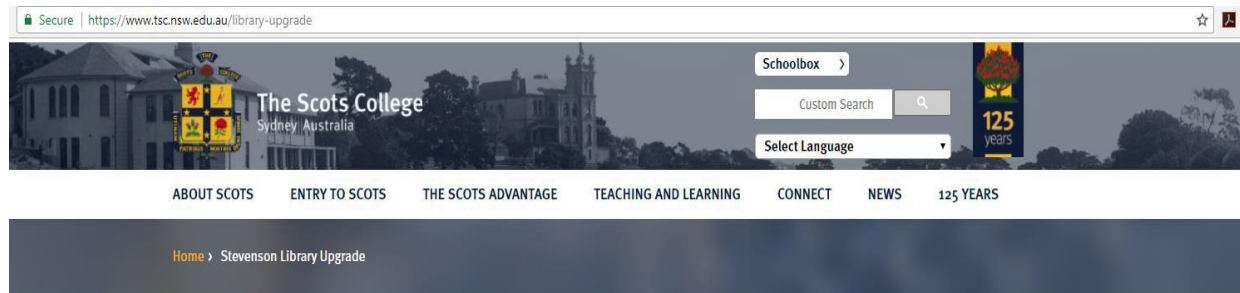 Secure | https://www.tsc.nsw.edu.au/library-upgrade
The Scots College
Sydney Australia
Schoolbox >
Custom Search
Select Language
125
years
ABOUT SCOTS ENTRY TO SCOTS THE SCOTS ADVANTAGE TEACHING AND LEARNING CONNECT NEWS 125 YEARS
Home > Stevenson Library Upgrade